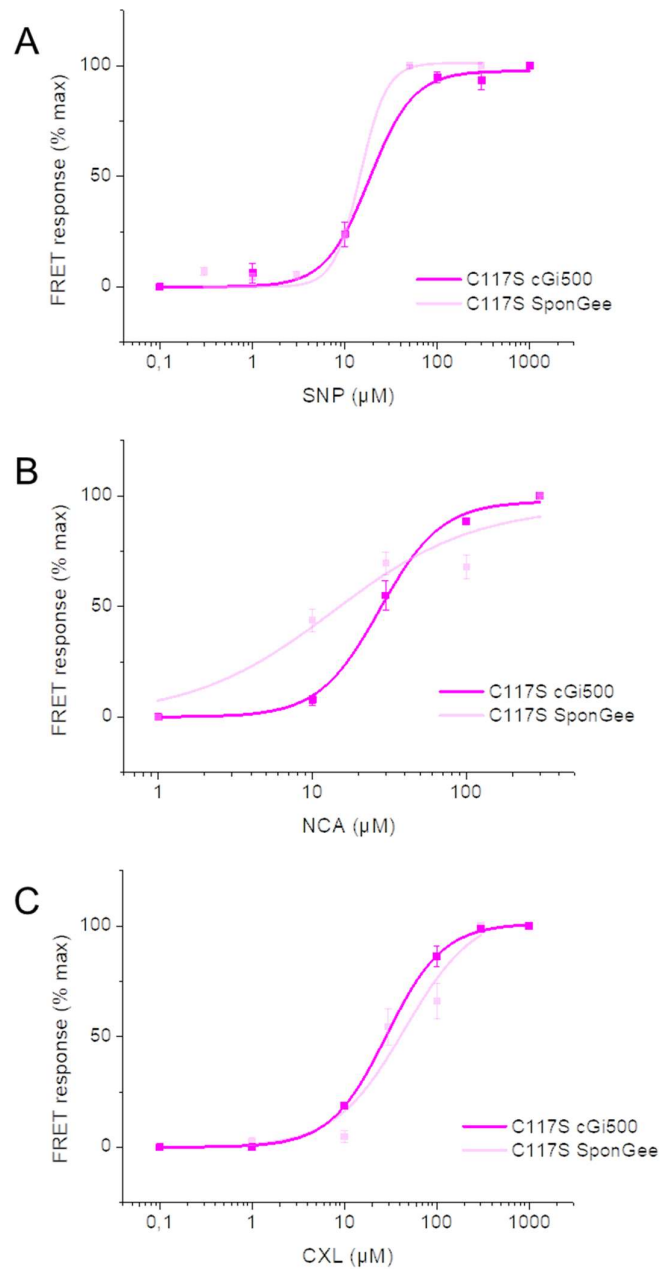 A
FRET response (% max)
100
50
0
C117S cGi500
C117S SponGee
0,1 1 10 100 1000
SNP (µM)
B
FRET response (% max)
100
50
0
C117S cGi500
C117S SponGee
1 10 100
NCA (µM)
C
FRET response (% max)
100
50
0
C117S cGi500
C117S SponGee
0,1 1 10 100 1000
CXL (µM)